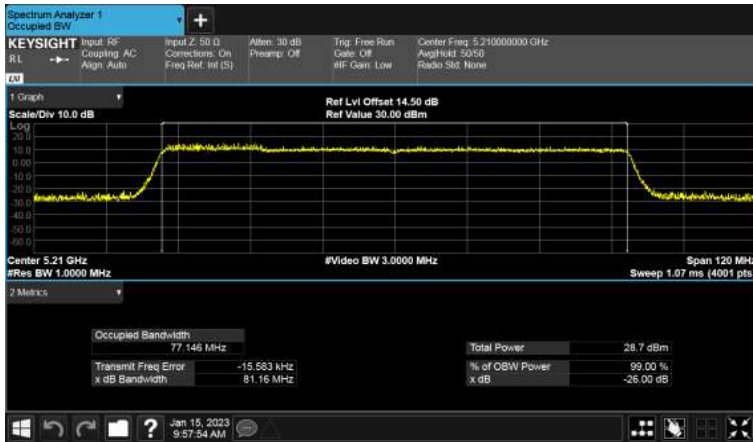 Spectrum Analyzer 1
Occupied BW
KEYSIGHT
R L
LXI
Input: RF
Coupling: AC
Align: Auto
Input Z: 50 Ω
Corrections: On
Freq Ref: Int (S)
Atten: 30 dB
Preamp: Off
Trig: Free Run
Gate: Off
#IF Gain: Low
Center Freq: 5.210000000 GHz
Avg|Hold: 50/50
Radio Std: None
1 Graph
Scale/Div 10.0 dB
Ref Lvl Offset 14.50 dB
Ref Value 30.00 dBm
Log
20.0
10.0
0.00
-10.0
-20.0
-30.0
-40.0
-50.0
-60.0
Center 5.21 GHz
#Res BW 1.0000 MHz
#Video BW 3.0000 MHz
Span 120 MHz
Sweep 1.07 ms (4001 pts)
2 Metrics
Occupied Bandwidth
77.146 MHz
Total Power 28.7 dBm
Transmit Freq Error -15.583 kHz
% of OBW Power 99.00 %
x dB Bandwidth 81.16 MHz
x dB -26.00 dB
?
Jan 15, 2023
9:57:54 AM